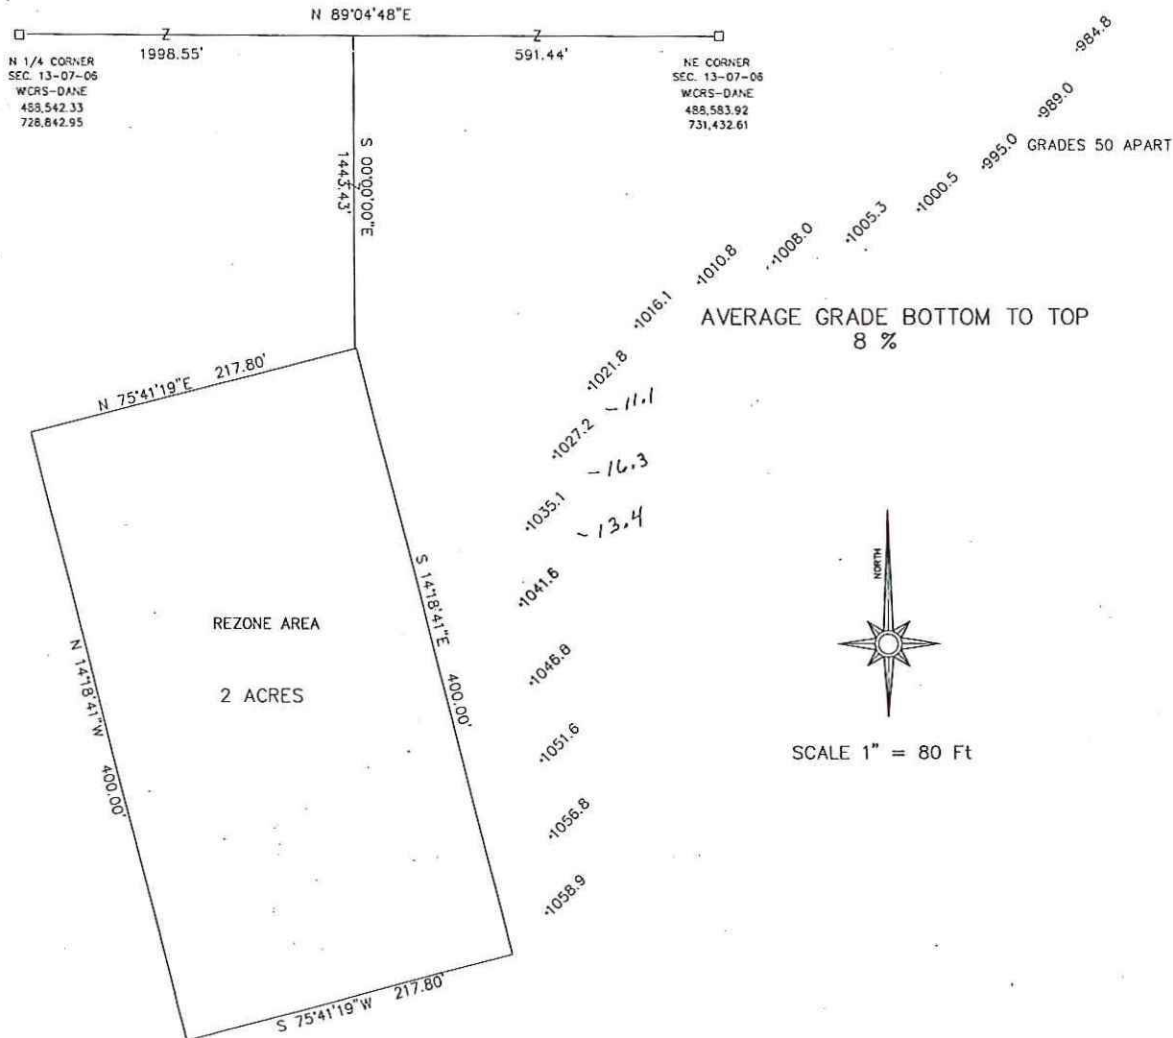 N 89°04'48"E
Z
Z
1998.55'
591.44'
N 1/4 CORNER
SEC. 13-07-06
WCRS-DANE
488,542.33
728,842.95
NE CORNER
SEC. 13-07-06
WCRS-DANE
488,583.92
731,432.61
S 00°00'00"E
1443.43'
984.8
989.0
995.0
GRADES 50 APART
1000.5
1005.3
1008.0
1010.8
1016.1
AVERAGE GRADE BOTTOM TO TOP
8 %
1021.8
- 11.1
1027.2
- 16.3
1035.1
- 13.4
1041.6
1046.8
1051.6
1056.8
1058.9
N 75°41'19"E 217.80'
S 14°18'41"E 400.00'
REZONE AREA
2 ACRES
N 14°18'41"W 400.00'
S 75°41'19"W 217.80'
NORTH
SCALE 1" = 80 Ft